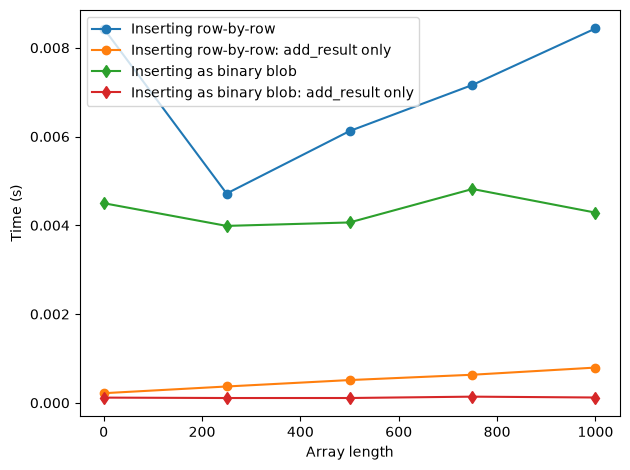 Inserting row-by-row
Inserting row-by-row: add_result only
Inserting as binary blob
Inserting as binary blob: add_result only
0.008
0.006
0.004
0.002
0.000
Time (s)
0 200 400 600 800 1000
Array length